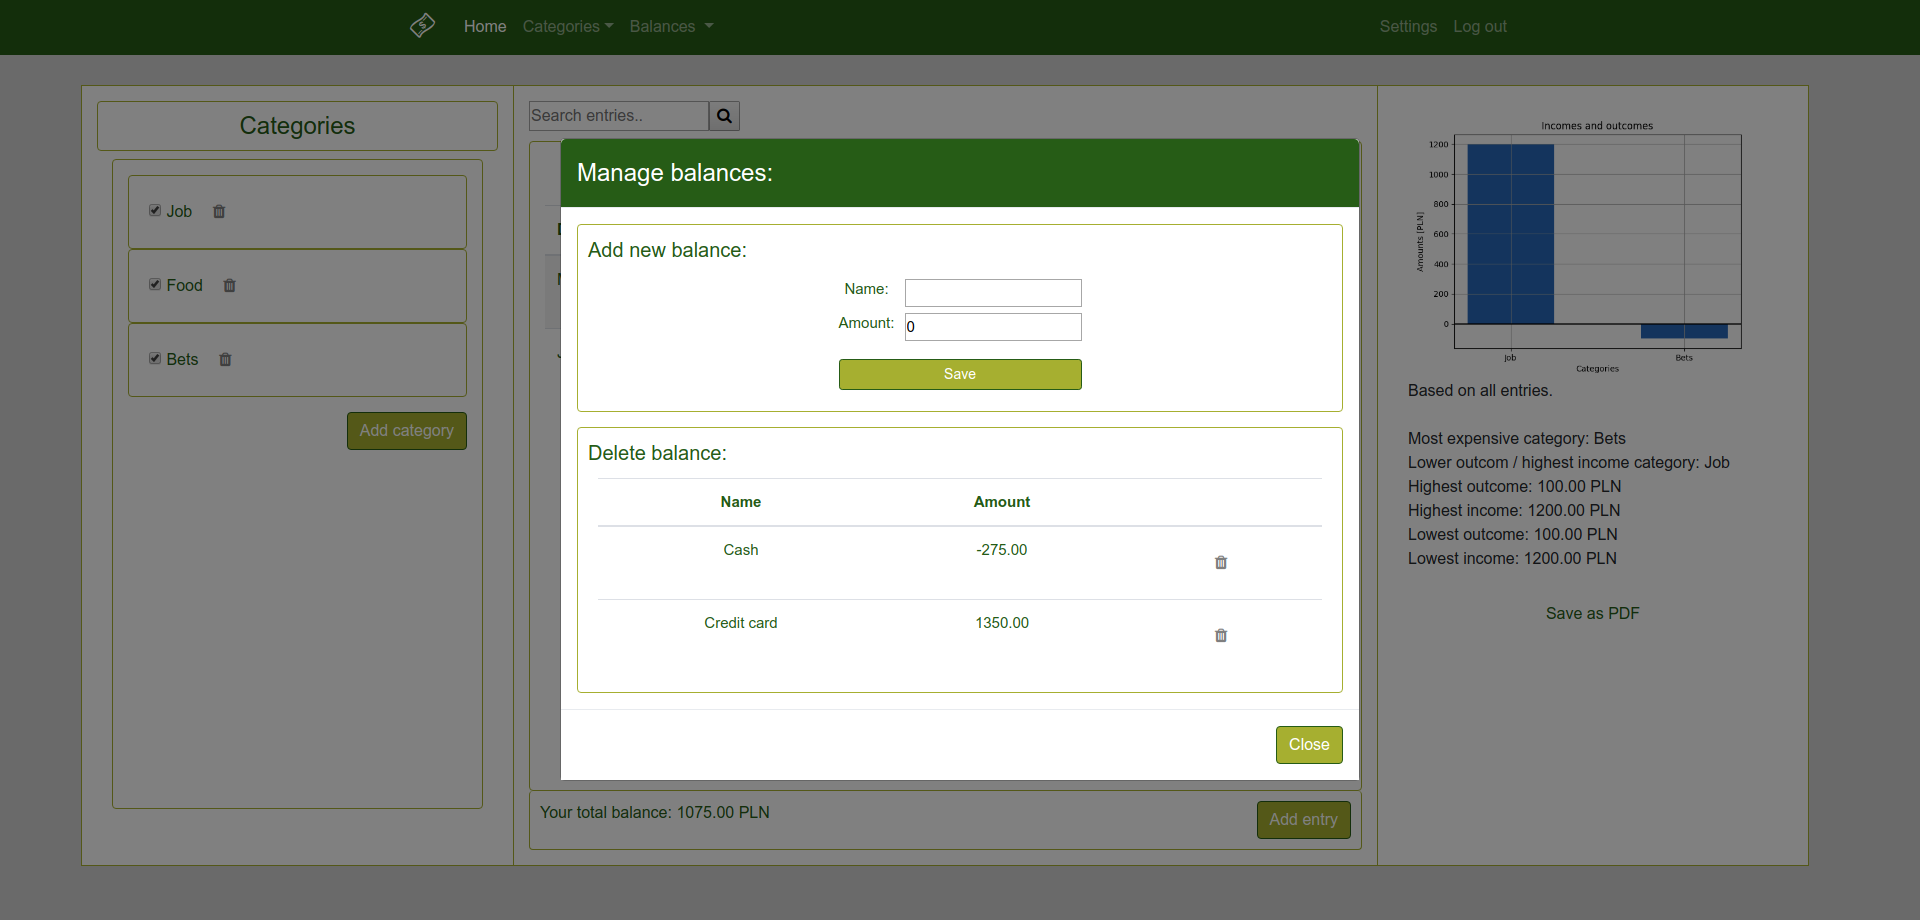 Home Categories Balances Settings Log out
Categories
Job
Food
Bets
Add category
Search entries..
Manage balances:
Add new balance:
Name:
Amount: 0
Save
Delete balance:
Name Amount
Cash -275.00
Credit card 1350.00
Close
Your total balance: 1075.00 PLN
Add entry
Incomes and outcomes
1200
1000
800
600
400
200
0
Amounts [PLN]
Job Bets
Categories
Based on all entries.
Most expensive category: Bets
Lower outcom / highest income category: Job
Highest outcome: 100.00 PLN
Highest income: 1200.00 PLN
Lowest outcome: 100.00 PLN
Lowest income: 1200.00 PLN
Save as PDF